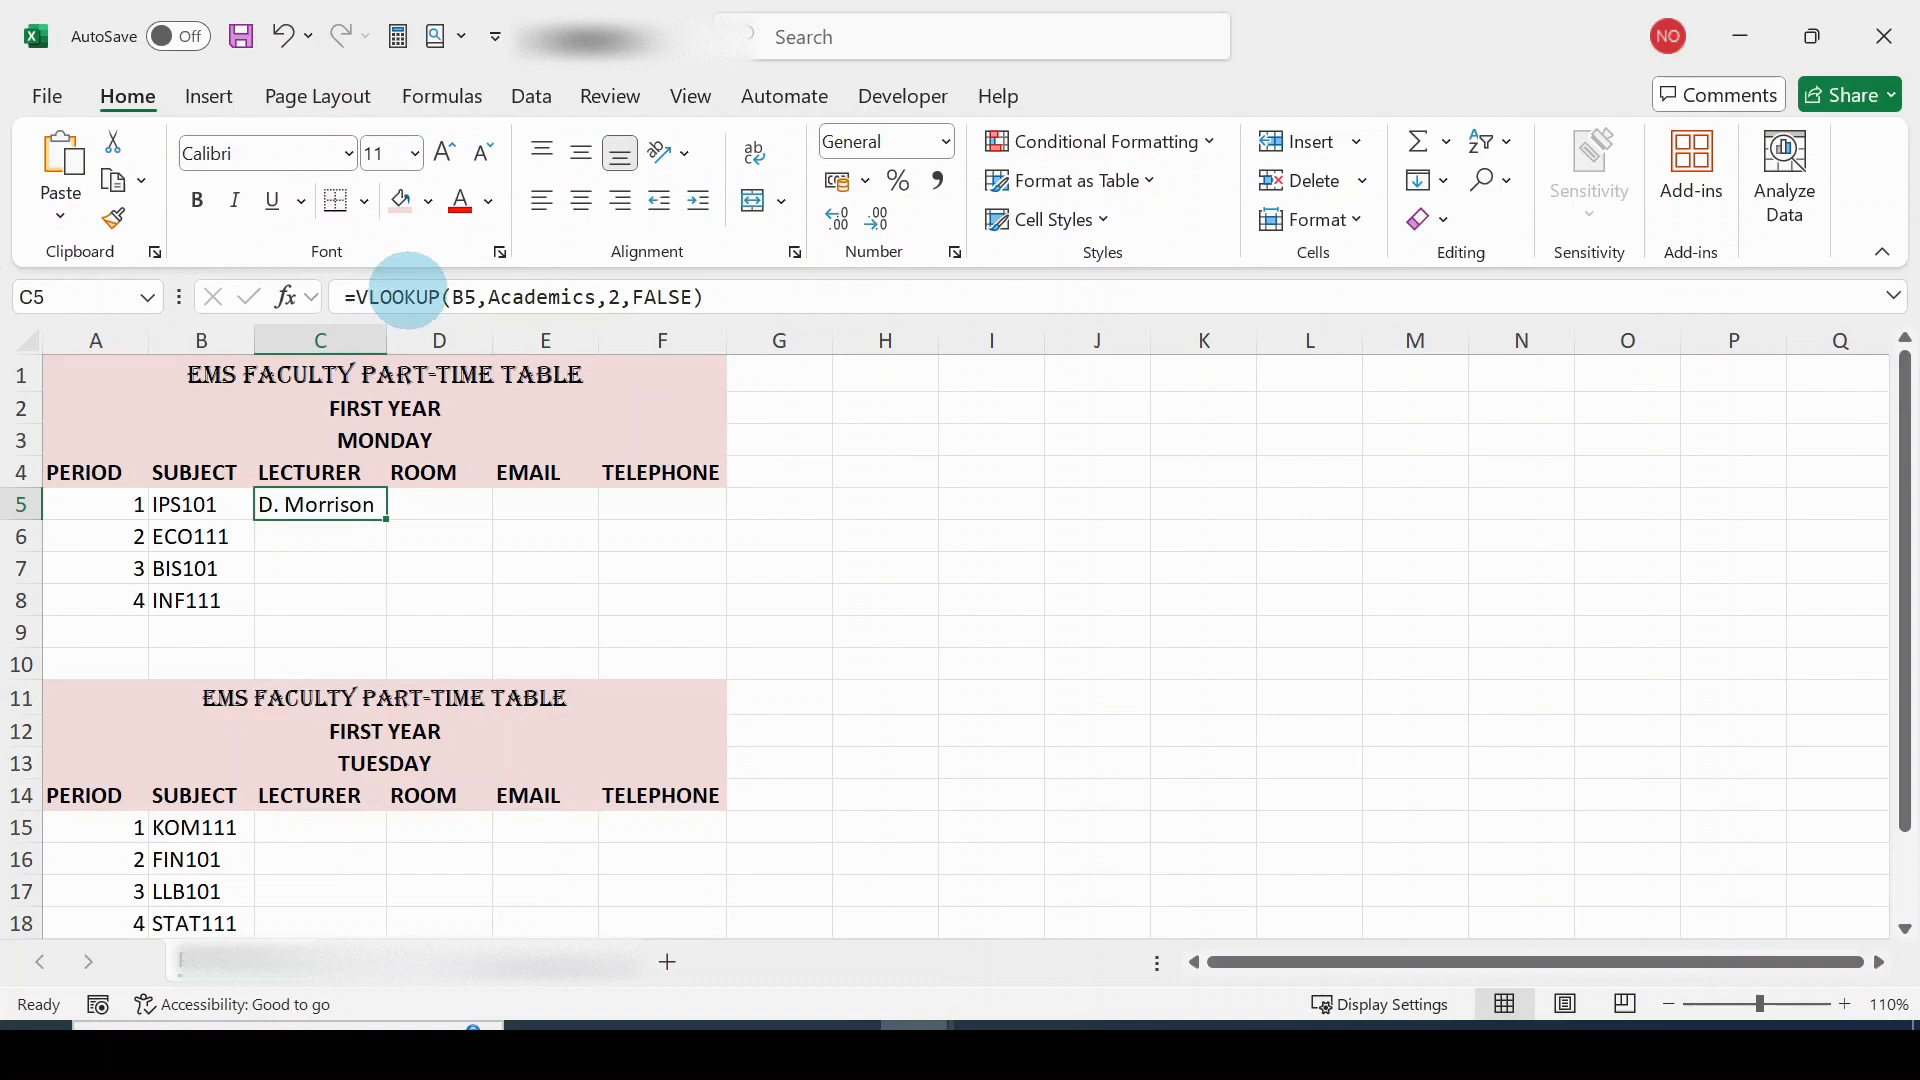 AutoSave Off Search NO
File Home Insert Page Layout Formulas Data Review View Automate Developer Help Comments Share
Paste Calibri 11 B I U ab General % Conditional Formatting Format as Table Cell Styles Insert Delete Format Sensitivity Add-ins Analyze Data
Clipboard Font Alignment Number Styles Cells Editing Sensitivity Add-ins
C5 fx =VLOOKUP(B5,Academics,2,FALSE)
A B C D E F G H I J K L M N O P Q
1 EMS FACULTY PART-TIME TABLE
2 FIRST YEAR
3 MONDAY
4 PERIOD SUBJECT LECTURER ROOM EMAIL TELEPHONE
5 1 IPS101 D. Morrison
6 2 ECO111
7 3 BIS101
8 4 INF111
9
10
11 EMS FACULTY PART-TIME TABLE
12 FIRST YEAR
13 TUESDAY
14 PERIOD SUBJECT LECTURER ROOM EMAIL TELEPHONE
15 1 KOM111
16 2 FIN101
17 3 LLB101
18 4 STAT111
Ready Accessibility: Good to go Display Settings 110%